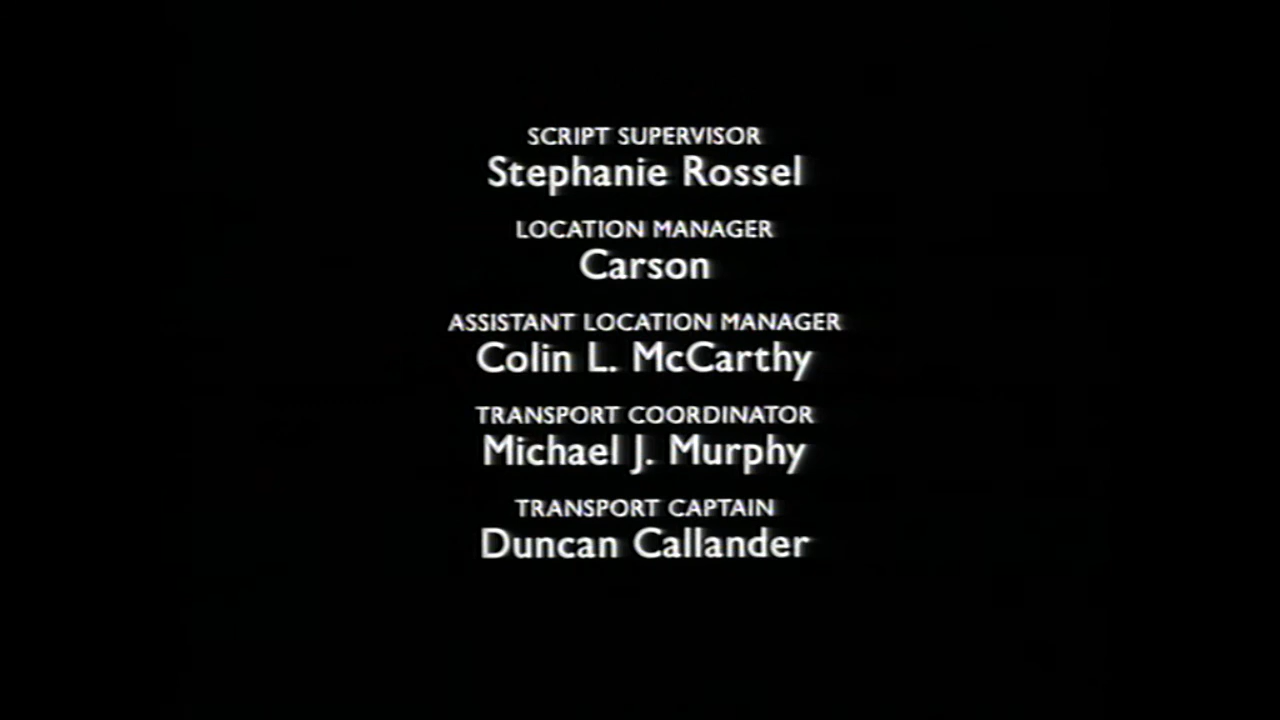 SCRIPT SUPERVISOR
Stephanie Rossel
LOCATION MANAGER
Carson
ASSISTANT LOCATION MANAGER
Colin L. McCarthy
TRANSPORT COORDINATOR
Michael J. Murphy
TRANSPORT CAPTAIN
Duncan Callander